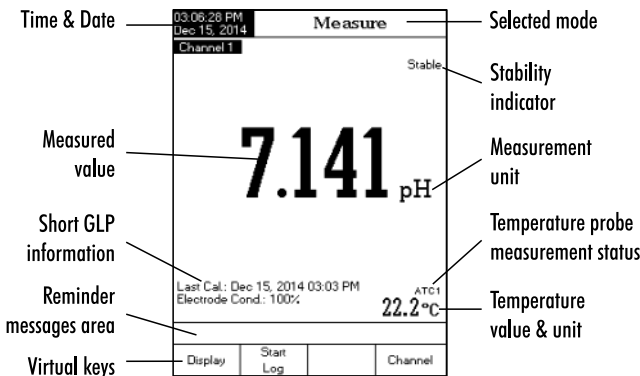 Time & Date
03:06:28 PM
Dec 15, 2014
Measure
Selected mode
Channel 1
Stable
Stability
indicator
Measured
value
7.141 pH
Measurement
unit
Short GLP
information
Temperature probe
measurement status
Last Cal.: Dec 15, 2014 03:03 PM
Electrode Cond.: 100%
ATC1
22.2°C
Reminder
messages area
Temperature
value & unit
Virtual keys
Display
Start
Log
Channel